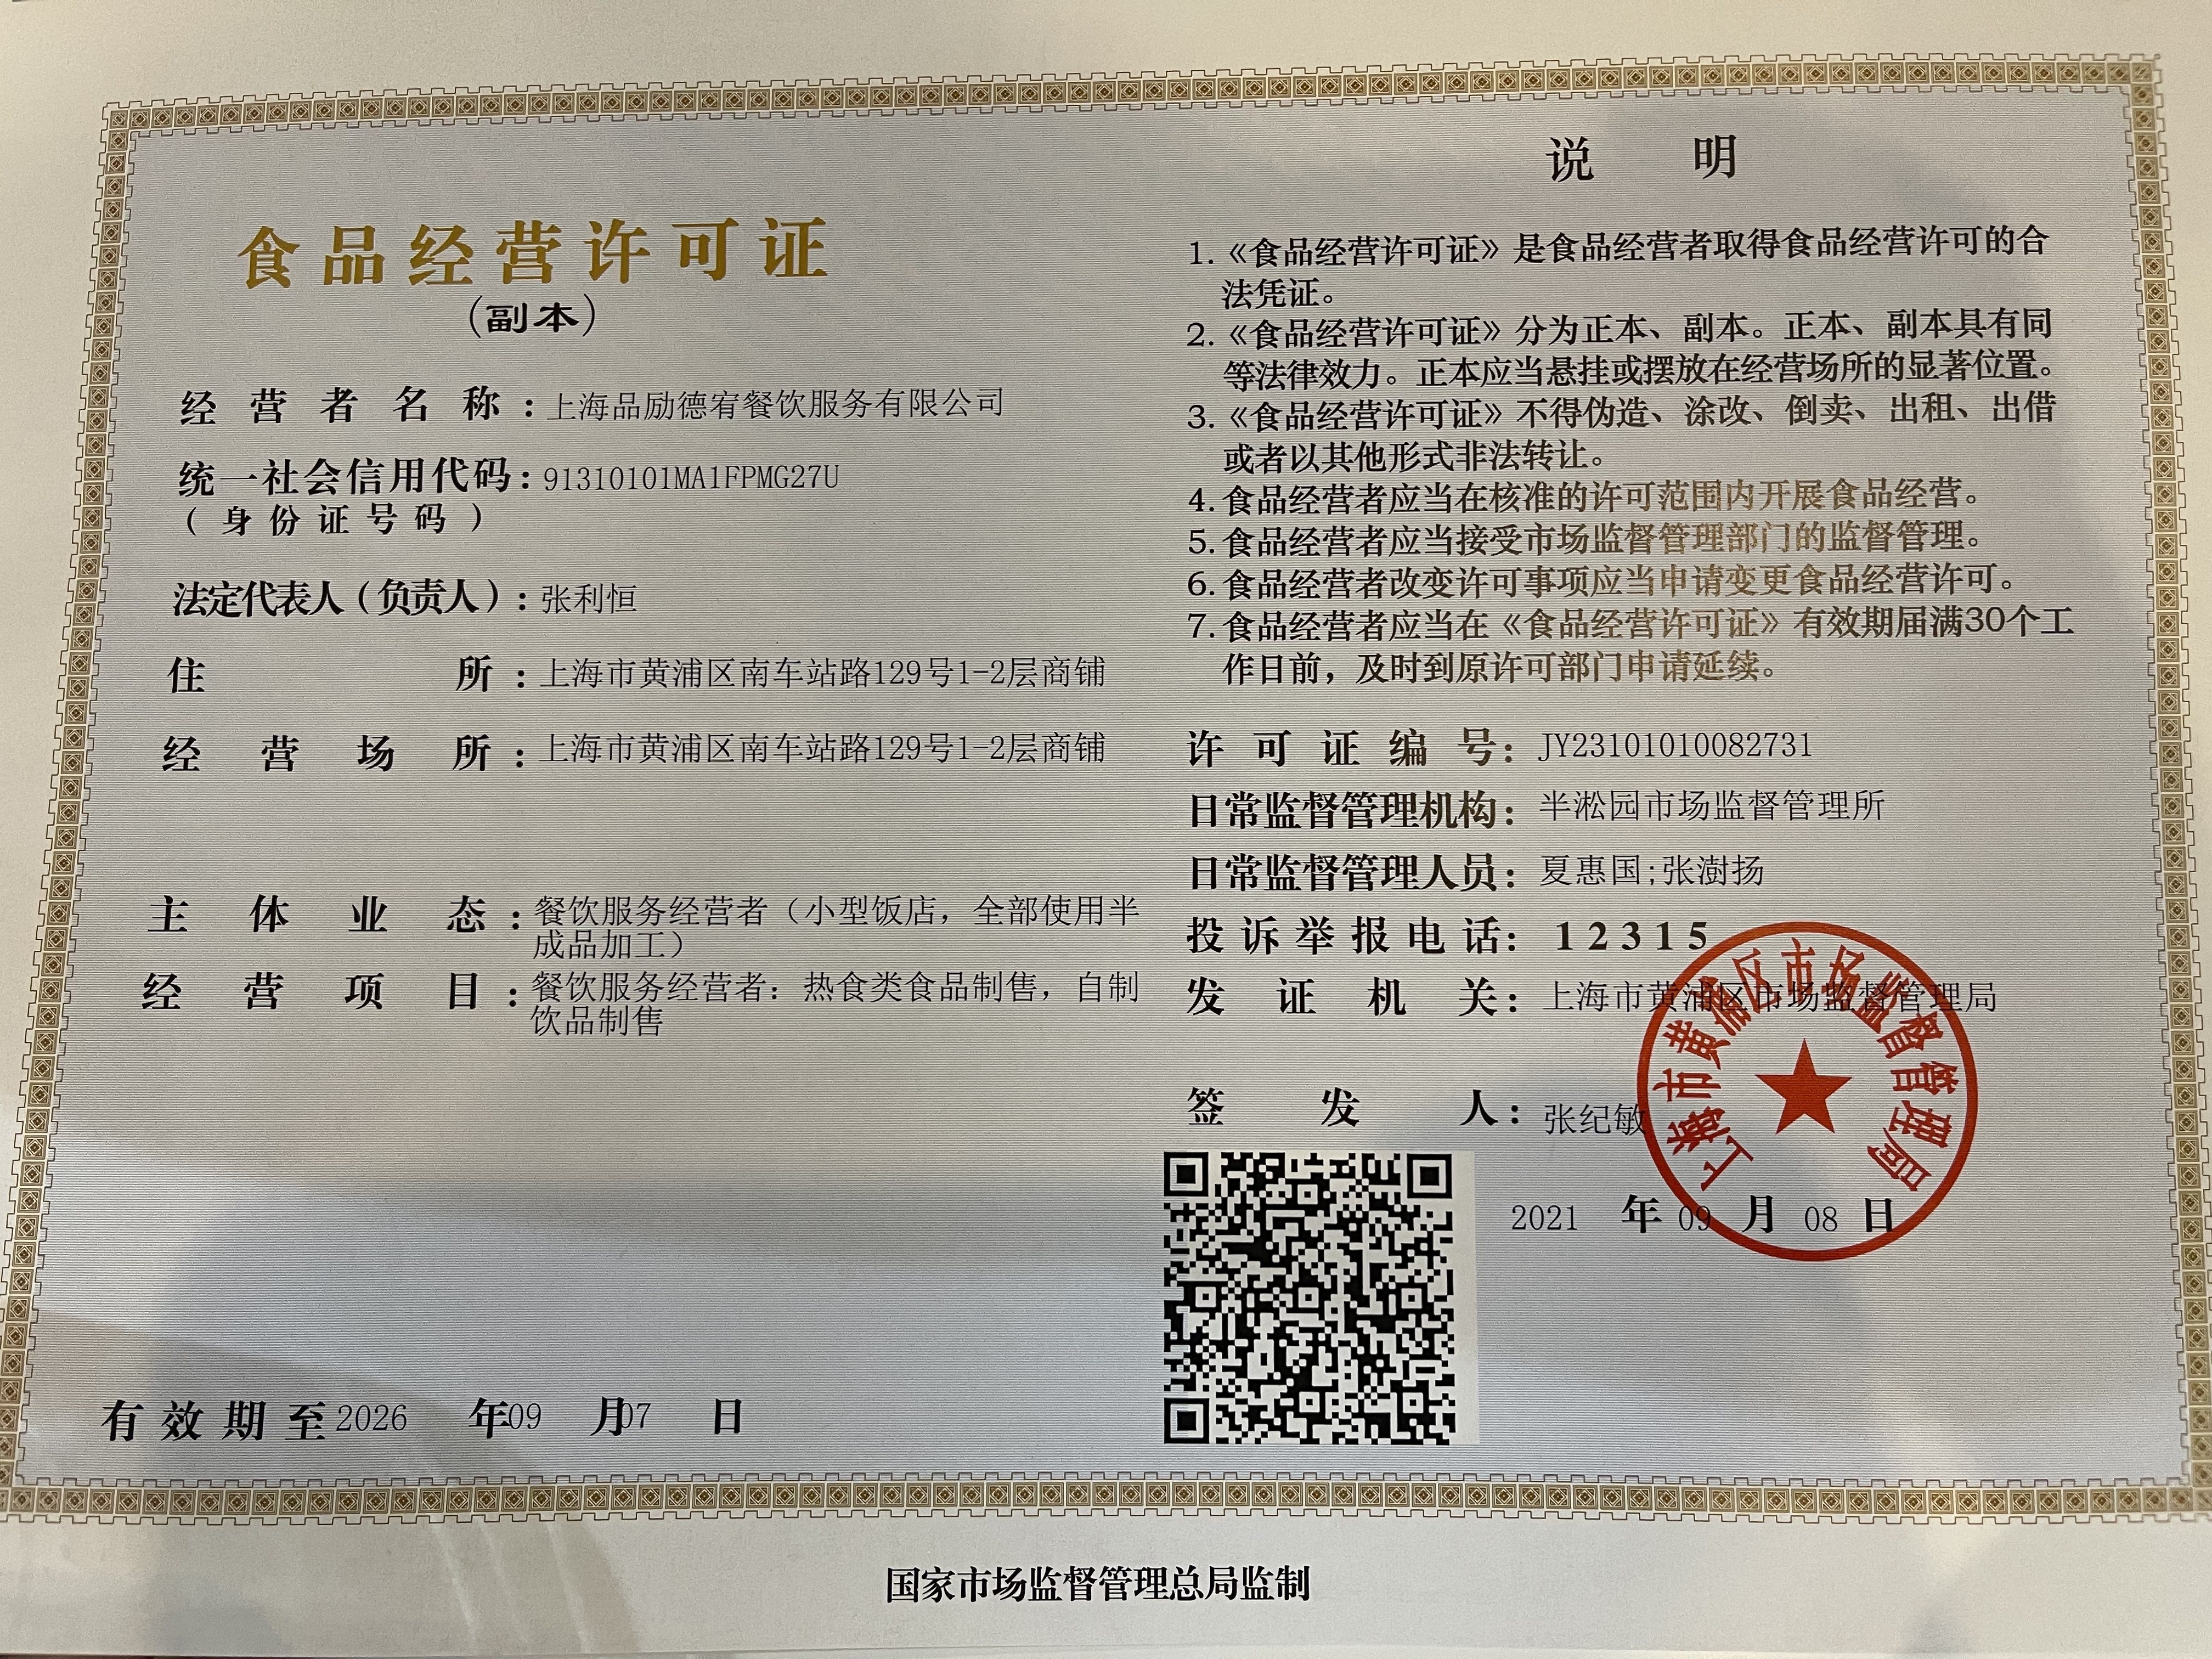 食品经营许可证
（副本）
经营者名称：上海品励德宥餐饮服务有限公司
统一社会信用代码：91310101MA1FPMG27U
（身份证号码）
法定代表人（负责人）：张利恒
住所：上海市黄浦区南车站路129号1-2层商铺
经营场所：上海市黄浦区南车站路129号1-2层商铺
主体业态：餐饮服务经营者（小型饭店，全部使用半
成品加工）
经营项目：餐饮服务经营者：热食类食品制售，自制
饮品制售
有效期至2026年09月07日
说明
1.《食品经营许可证》是食品经营者取得食品经营许可的合
法凭证。
2.《食品经营许可证》分为正本、副本。正本、副本具有同
等法律效力。正本应当悬挂或摆放在经营场所的显著位置。
3.《食品经营许可证》不得伪造、涂改、倒卖、出租、出借
或者以其他形式非法转让。
4.食品经营者应当在核准的许可范围内开展食品经营。
5.食品经营者应当接受市场监督管理部门的监督管理。
6.食品经营者改变许可事项应当申请变更食品经营许可。
7.食品经营者应当在《食品经营许可证》有效期届满30个工
作日前，及时到原许可部门申请延续。
许可证编号：JY23101010082731
日常监督管理机构：半淞园市场监督管理所
日常监督管理人员：夏惠国;张澍扬
投诉举报电话：12315
发证机关：上海市黄浦区市场监督管理局
签发人：张纪敏
上海市黄浦区市场监督管理局
2021年09月08日
国家市场监督管理总局监制